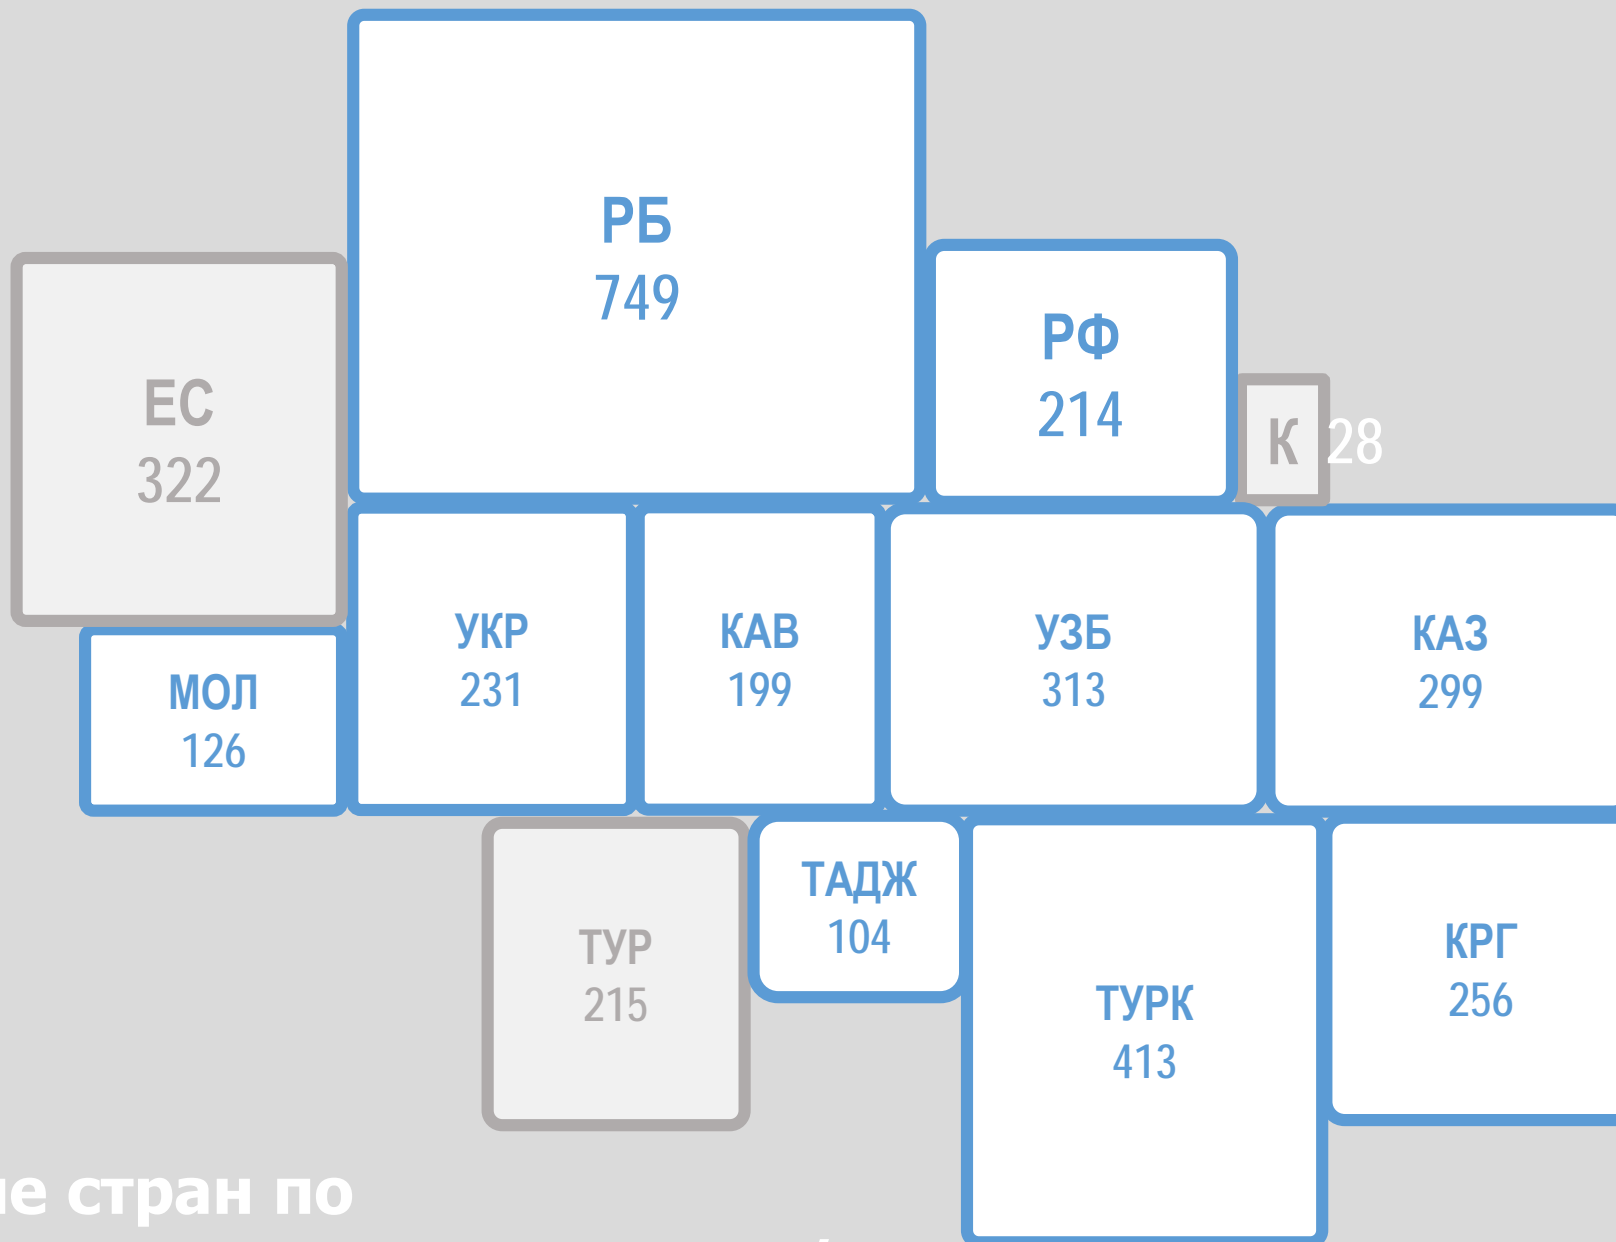 РБ
749
РФ
214
ЕС
322
К 28
УКР
231
КАВ
199
УЗБ
313
КАЗ
299
МОЛ
126
ТАДЖ
104
ТУР
215
ТУРК
413
КРГ
256
стран по